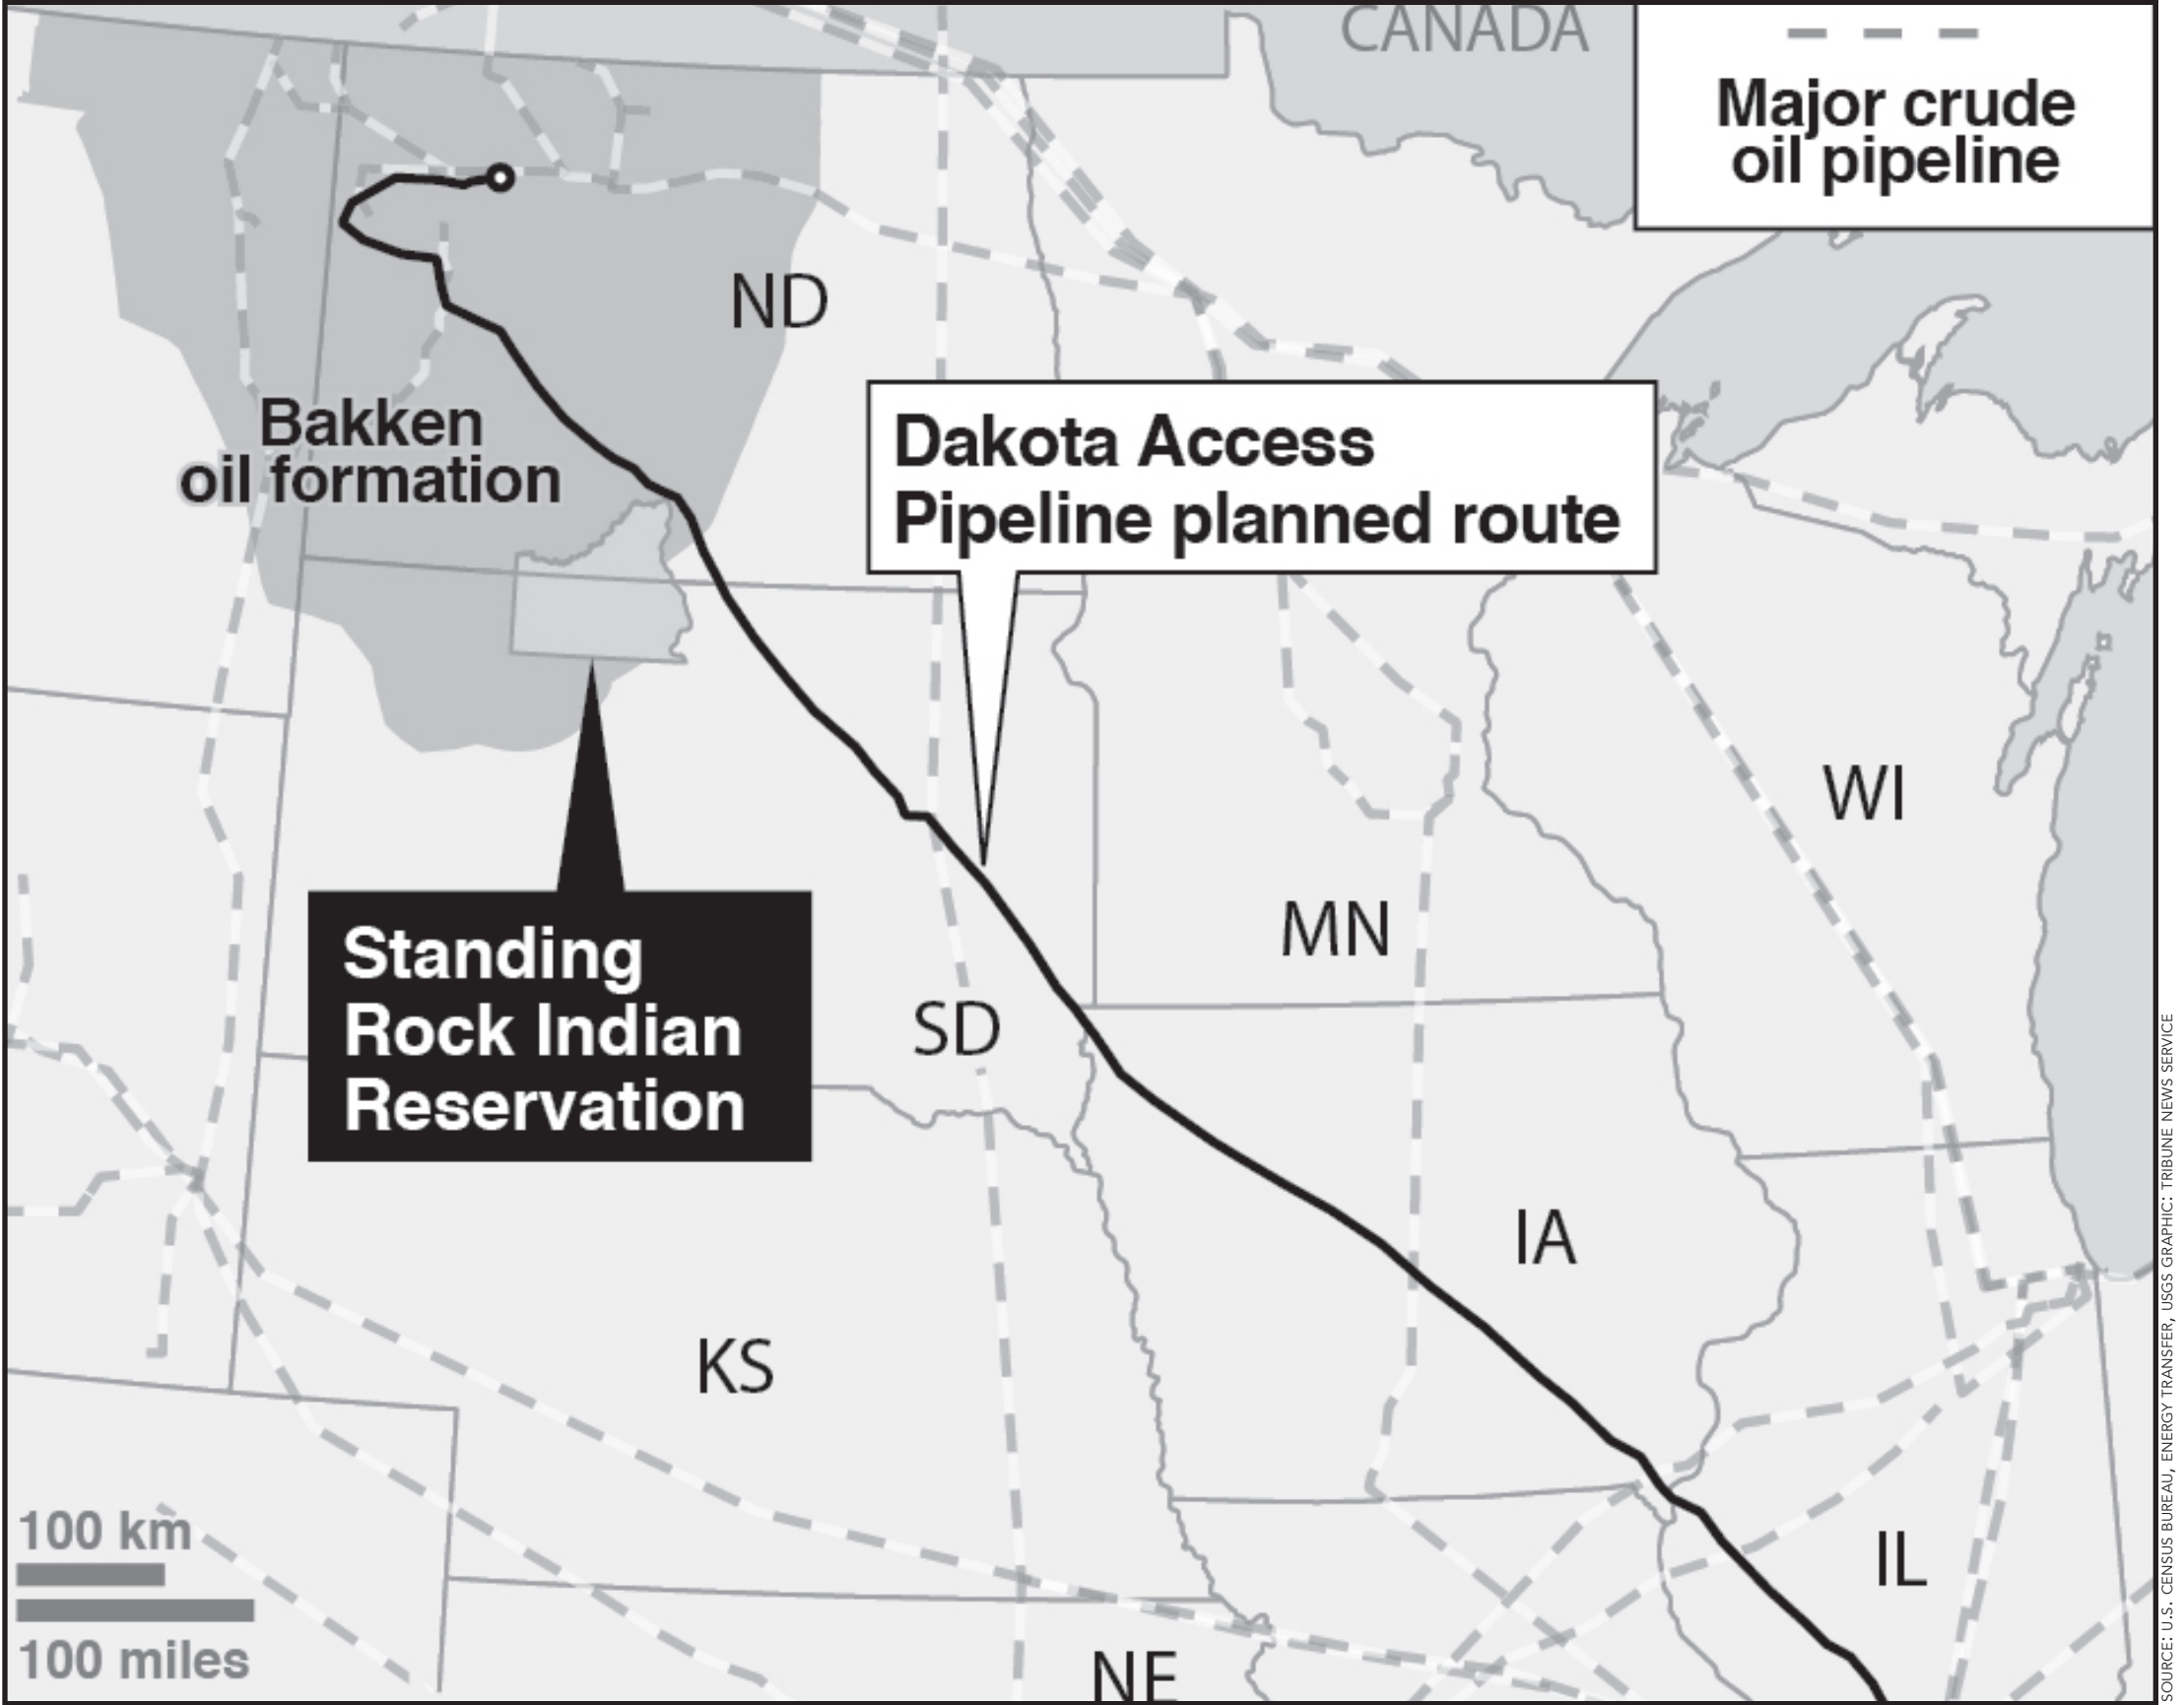 CANADA
Major crude
oil pipeline
ND
Bakken
oil formation
Dakota Access
Pipeline planned route
WI
MN
Standing
Rock Indian
Reservation
SD
IA
KS
100 km
100 miles
IL
NE
SOURCE: U.S. CENSUS BUREAU, ENERGY TRANSFER, USGS GRAPHIC: TRIBUNE NEWS SERVICE